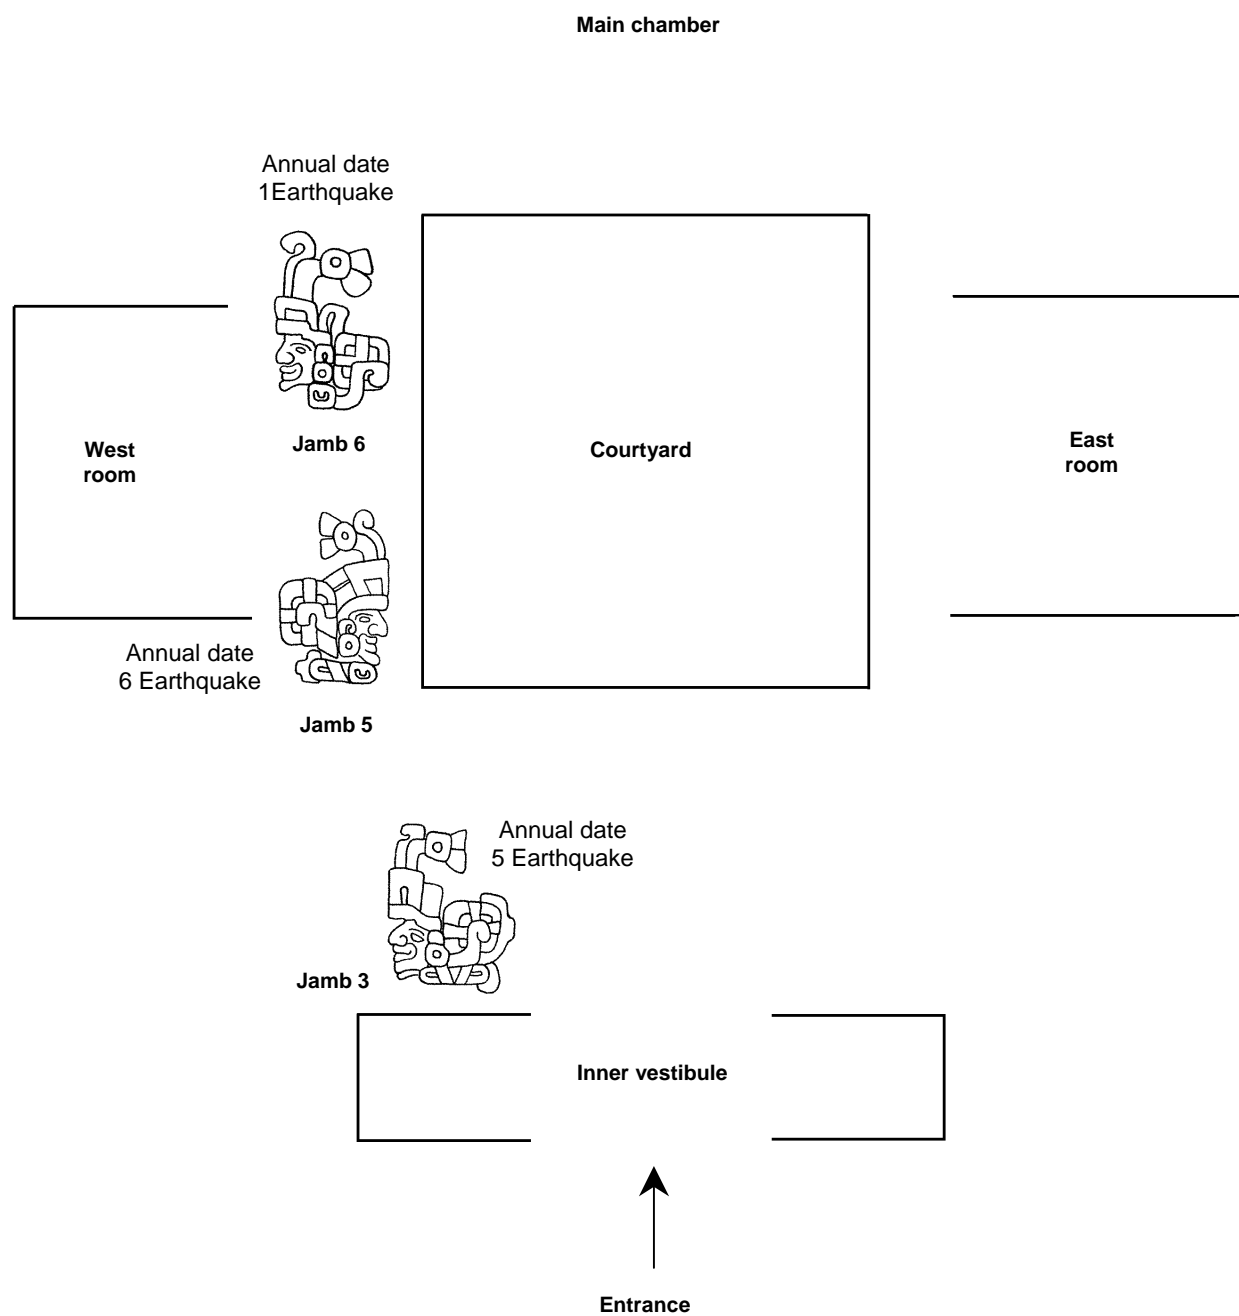 Main chamber
Annual date
1Earthquake
Jamb 6
West
room
Courtyard
East
room
Annual date
6 Earthquake
Jamb 5
Annual date
5 Earthquake
Jamb 3
Inner vestibule
Entrance